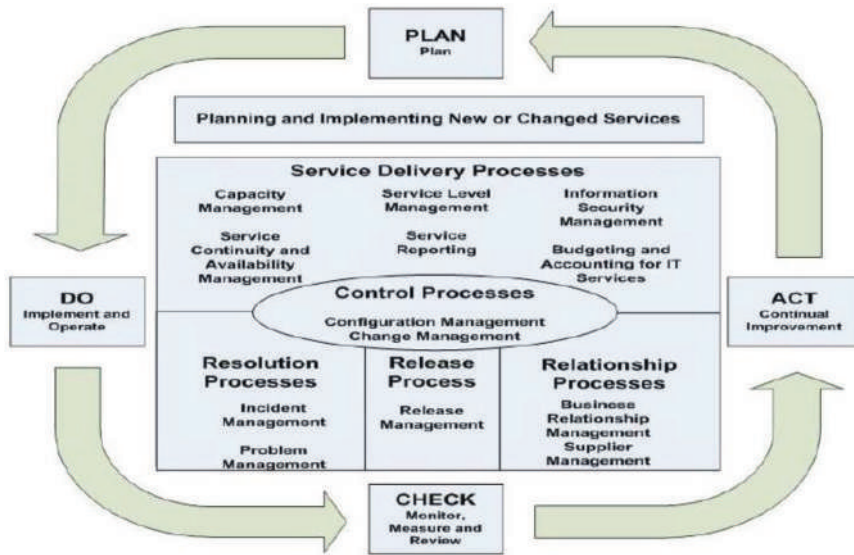 PLAN
Plan
Planning and Implementing New or Changed Services
Service Delivery Processes
Capacity
Management
Service Level
Management
Information
Security
Management
Service
Continuity and
Availability
Management
Service
Reporting
Budgeting and
Accounting for IT
Services
DO
Implement and
Operate
Control Processes
Configuration Management
Change Management
ACT
Continual
Improvement
Resolution
Processes
Incident
Management
Problem
Management
Release
Process
Release
Management
Relationship
Processes
Business
Relationship
Management
Supplier
Management
CHECK
Monitor,
Measure and
Review